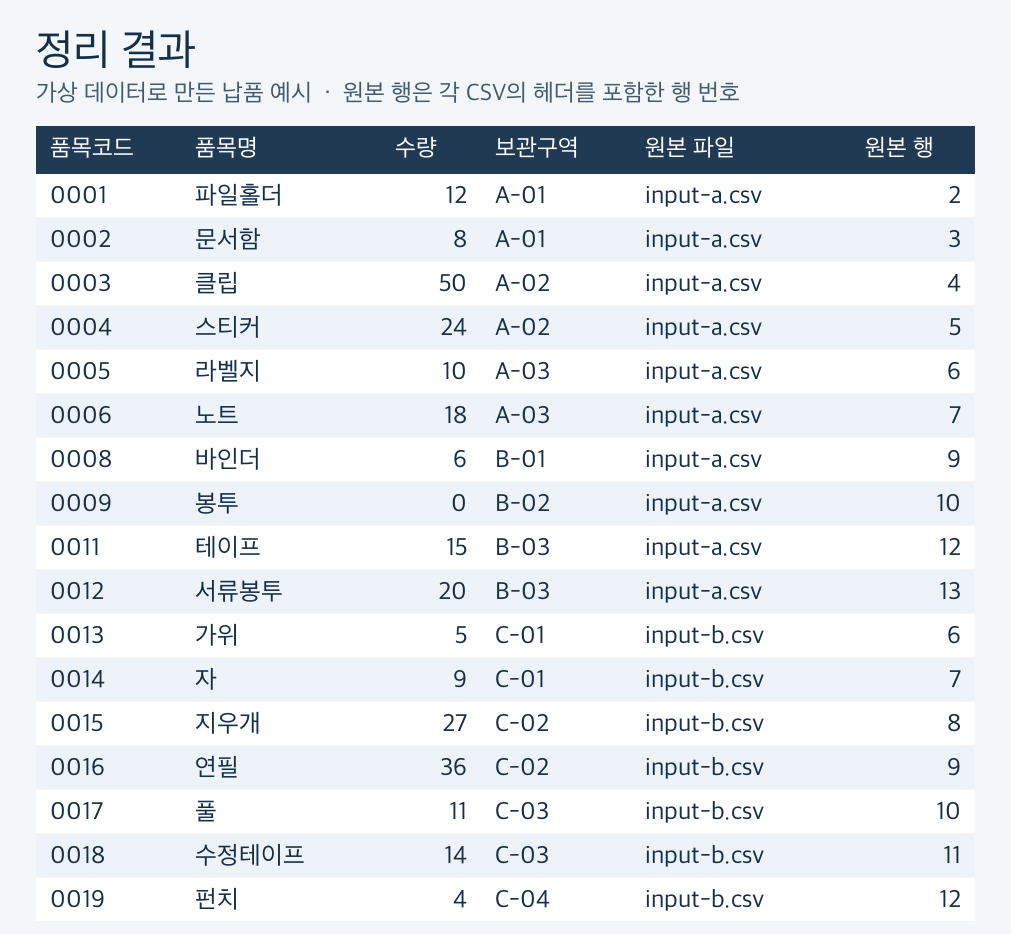 정리 결과
가상 데이터로 만든 납품 예시 · 원본 행은 각 CSV의 헤더를 포함한 행 번호
품목코드 품목명 수량 보관구역 원본 파일 원본 행
0001 파일홀더 12 A-01 input-a.csv 2
0002 문서함 8 A-01 input-a.csv 3
0003 클립 50 A-02 input-a.csv 4
0004 스티커 24 A-02 input-a.csv 5
0005 라벨지 10 A-03 input-a.csv 6
0006 노트 18 A-03 input-a.csv 7
0008 바인더 6 B-01 input-a.csv 9
0009 봉투 0 B-02 input-a.csv 10
0011 테이프 15 B-03 input-a.csv 12
0012 서류봉투 20 B-03 input-a.csv 13
0013 가위 5 C-01 input-b.csv 6
0014 자 9 C-01 input-b.csv 7
0015 지우개 27 C-02 input-b.csv 8
0016 연필 36 C-02 input-b.csv 9
0017 풀 11 C-03 input-b.csv 10
0018 수정테이프 14 C-03 input-b.csv 11
0019 펀치 4 C-04 input-b.csv 12